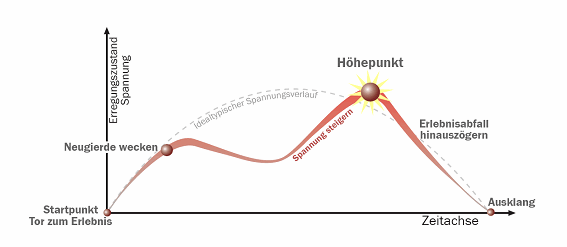 Höhepunkt
Erregungszustand
Spannung
Idealtypischer Spannungsverlauf
Spannung steigern
Erlebnisabfall
hinauszögern
Neugierde wecken
Startpunkt
Tor zum Erlebnis
Ausklang
Zeitachse